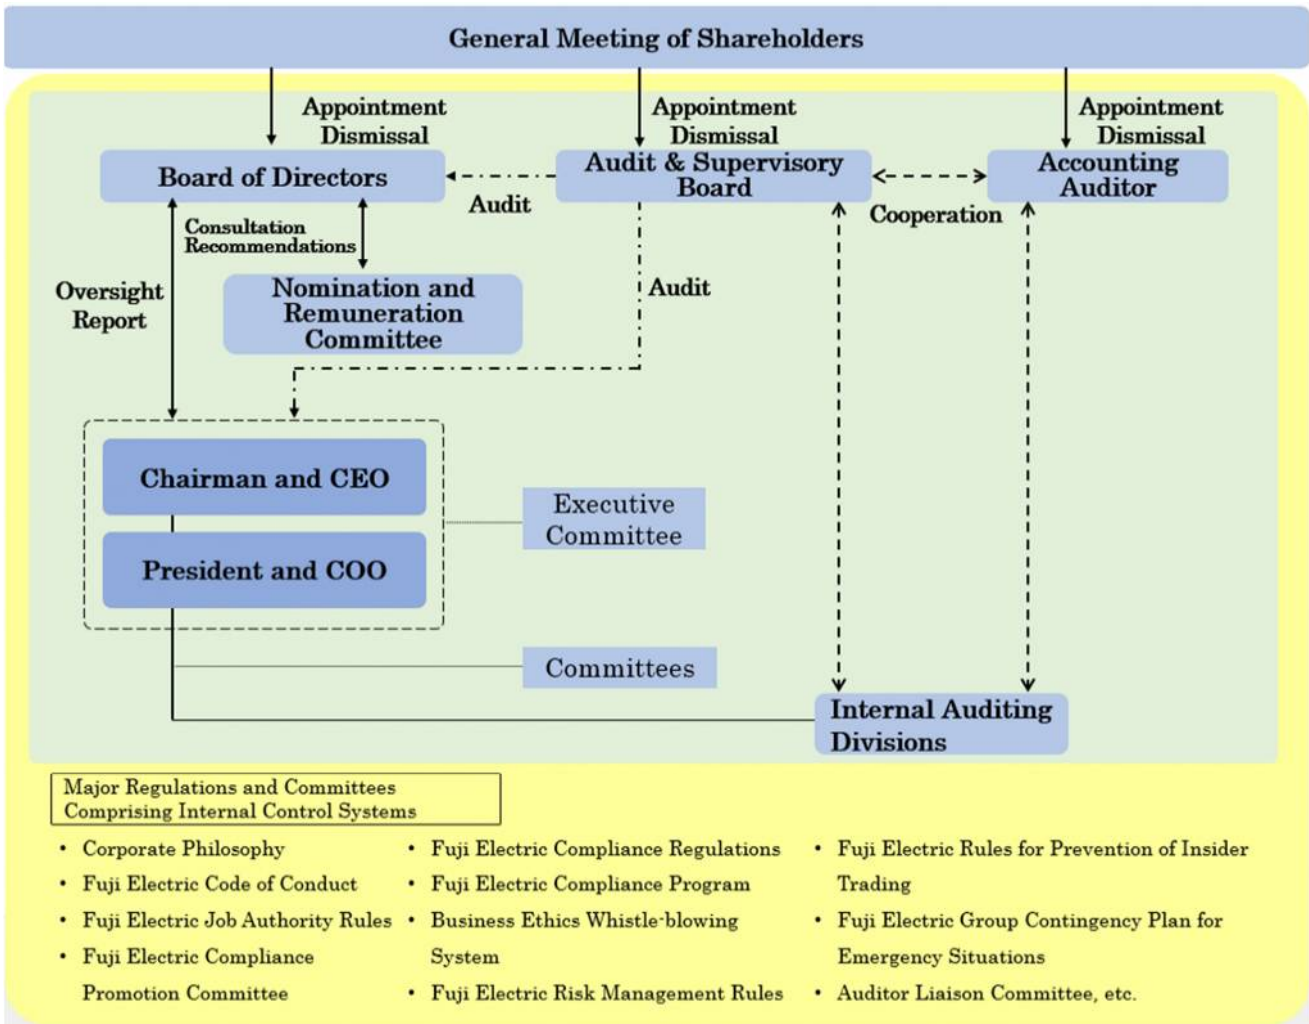 General Meeting of Shareholders
Appointment
Dismissal
Appointment
Dismissal
Appointment
Dismissal
Board of Directors
Audit & Supervisory
Board
Accounting
Auditor
Audit
Cooperation
Consultation
Recommendations
Oversight
Report
Nomination and
Remuneration
Committee
Audit
Chairman and CEO
President and COO
Executive
Committee
Committees
Internal Auditing
Divisions
Major Regulations and Committees
Comprising Internal Control Systems
• Corporate Philosophy
• Fuji Electric Code of Conduct
• Fuji Electric Job Authority Rules
• Fuji Electric Compliance
Promotion Committee
• Fuji Electric Compliance Regulations
• Fuji Electric Compliance Program
• Business Ethics Whistle-blowing
System
• Fuji Electric Risk Management Rules
• Fuji Electric Rules for Prevention of Insider
Trading
• Fuji Electric Group Contingency Plan for
Emergency Situations
• Auditor Liaison Committee, etc.